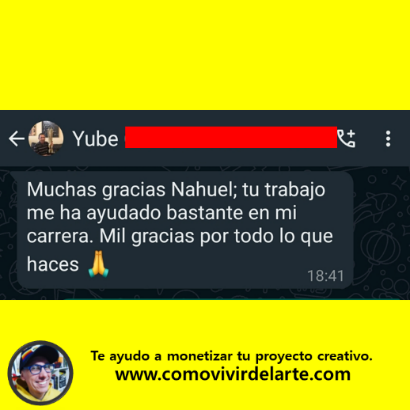 Yube
Muchas gracias Nahuel; tu trabajo
me ha ayudado bastante en mi
carrera. Mil gracias por todo lo que
haces 🙏
18:41
Te ayudo a monetizar tu proyecto creativo.
www.comovivirdelarte.com